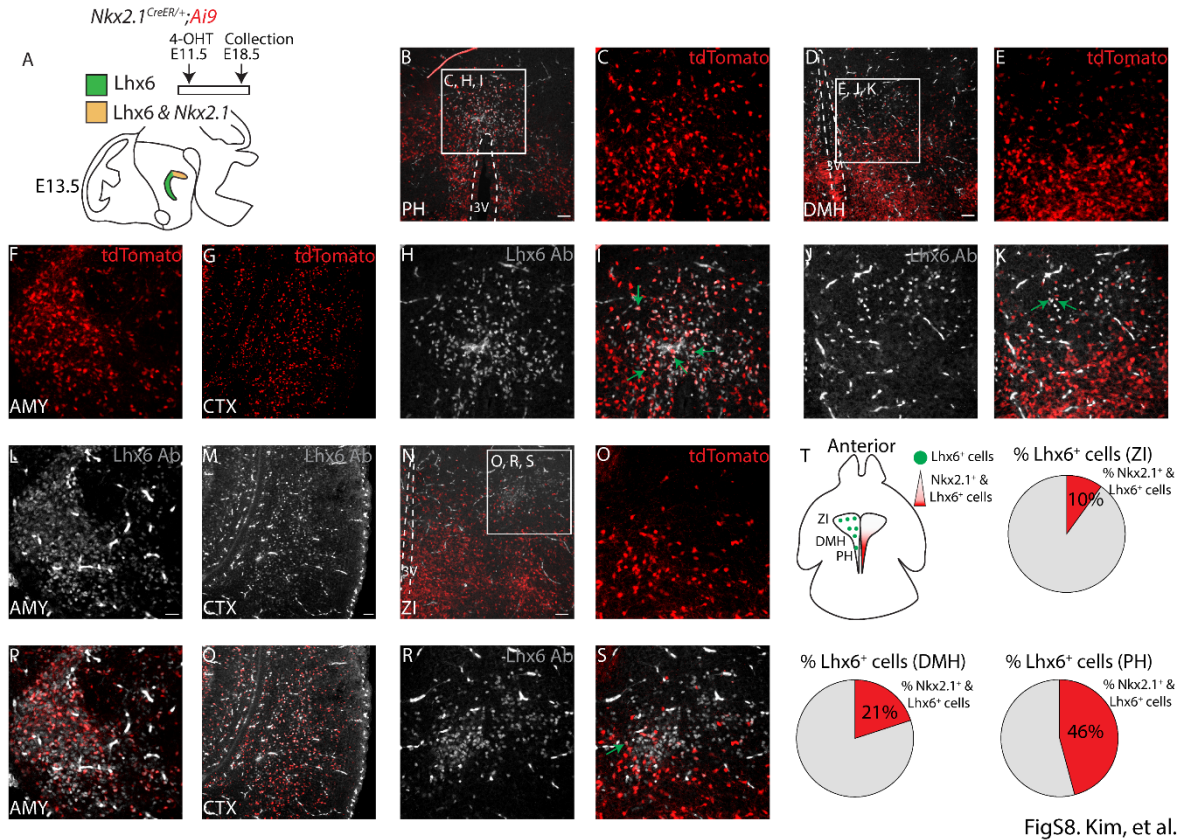 Nkx2.1CreER/+;Ai9
4-OHT Collection
E11.5 E18.5
A
Lhx6
Lhx6 & Nkx2.1
E13.5
B
C, H, I
PH
3V
C
tdTomato
D
E, J, K
3V
DMH
E
tdTomato
F
tdTomato
AMY
G
tdTomato
CTX
H
Lhx6 Ab
I
J
Lhx6 Ab
K
L
Lhx6 Ab
AMY
M
Lhx6 Ab
CTX
N
O, R, S
3V
ZI
O
tdTomato
T
Anterior
Lhx6+ cells
Nkx2.1+ &
Lhx6+ cells
ZI
DMH
PH
% Lhx6+ cells (ZI)
% Nkx2.1+ &
Lhx6+ cells
10%
P
AMY
Q
CTX
R
Lhx6 Ab
S
% Lhx6+ cells (DMH)
% Nkx2.1+ &
Lhx6+ cells
21%
% Lhx6+ cells (PH)
% Nkx2.1+ &
Lhx6+ cells
46%
FigS8. Kim, et al.